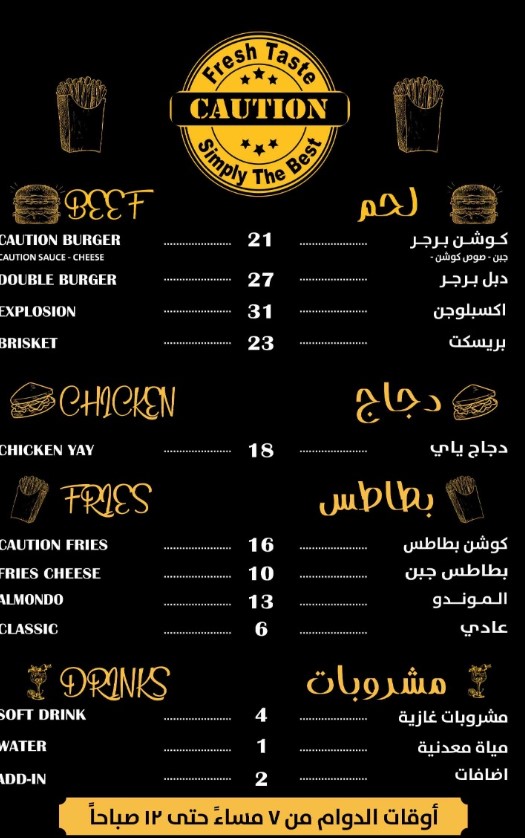 Fresh Taste
CAUTION
Simply The Best
BEEF لحم
CAUTION BURGER 21 كوشن برجر
CAUTION SAUCE - CHEESE جبن - صوص كوشن -
DOUBLE BURGER 27 دبل برجر
EXPLOSION 31 اكسبلوجن
BRISKET 23 بريسكت
CHICKEN دجاج
CHICKEN YAY 18 دجاج ياي
FRIES بطاطس
CAUTION FRIES 16 كوشن بطاطس
FRIES CHEESE 10 بطاطس جبن
ALMONDO 13 المونــدو
CLASSIC 6 عادي
DRINKS مشروبات
SOFT DRINK 4 مشروبات غازية
WATER 1 مياة معدنية
ADD-IN 2 اضافات
أوقات الدوام من ٧ مساءً حتى ١٢ صباحاً